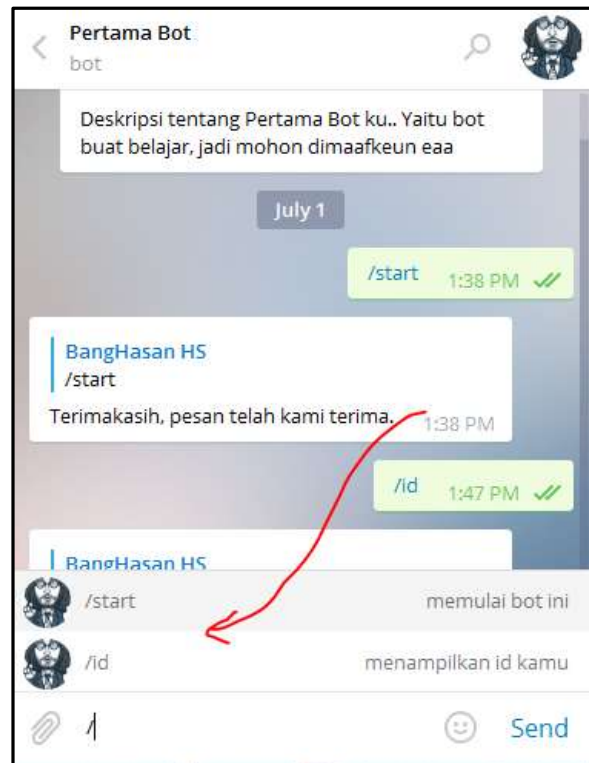 Pertama Bot
bot
Deskripsi tentang Pertama Bot ku.. Yaitu bot
buat belajar, jadi mohon dimaafkeun eaa
July 1
/start 1:38 PM
BangHasan HS
/start
Terimakasih, pesan telah kami terima. 1:38 PM
/id 1:47 PM
BangHasan HS
/start memulai bot ini
/id menampilkan id kamu
/ Send